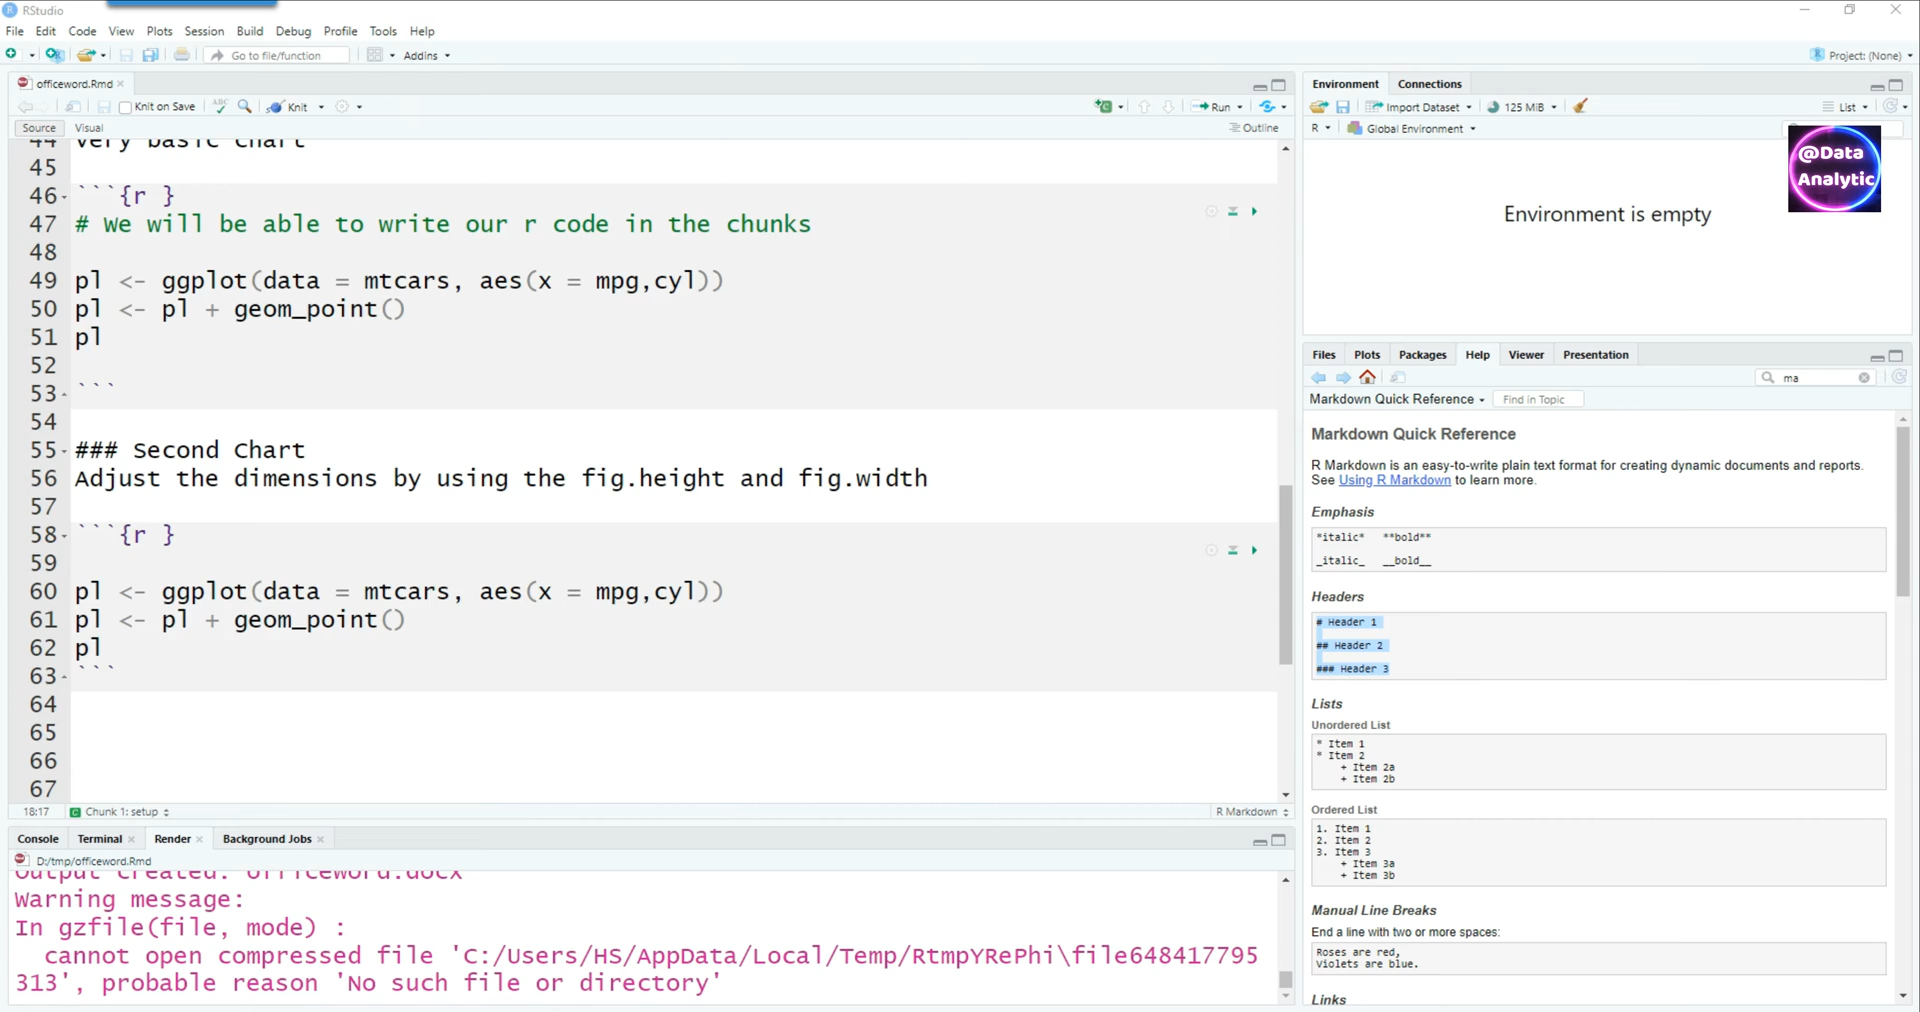 RStudio
File Edit Code View Plots Session Build Debug Profile Tools Help
Go to file/function Addins Project: (None)
officeword.Rmd
Knit on Save ABC Knit Run
Source Visual Outline
44 very basic chart
45
46 ```{r }
47 # We will be able to write our r code in the chunks
48
49 pl <- ggplot(data = mtcars, aes(x = mpg,cyl))
50 pl <- pl + geom_point()
51 pl
52
53 ```
54
55 ### Second Chart
56 Adjust the dimensions by using the fig.height and fig.width
57
58 ```{r }
59
60 pl <- ggplot(data = mtcars, aes(x = mpg,cyl))
61 pl <- pl + geom_point()
62 pl
63 ```
64
65
66
67
18:17 Chunk 1: setup R Markdown
Console Terminal Render Background Jobs
D:/tmp/officeword.Rmd
Output created: officeword.docx
Warning message:
In gzfile(file, mode) :
cannot open compressed file 'C:/Users/HS/AppData/Local/Temp/RtmpYRePhi\file648417795
313', probable reason 'No such file or directory'
Environment Connections
Import Dataset 125 MiB List
R Global Environment
@Data
Analytic
Environment is empty
Files Plots Packages Help Viewer Presentation
ma
Markdown Quick Reference Find in Topic
Markdown Quick Reference
R Markdown is an easy-to-write plain text format for creating dynamic documents and reports.
See Using R Markdown to learn more.
Emphasis
*italic* **bold**
_italic_ __bold__
Headers
# Header 1
## Header 2
### Header 3
Lists
Unordered List
* Item 1
* Item 2
+ Item 2a
+ Item 2b
Ordered List
1. Item 1
2. Item 2
3. Item 3
+ Item 3a
+ Item 3b
Manual Line Breaks
End a line with two or more spaces:
Roses are red,
Violets are blue.
Links